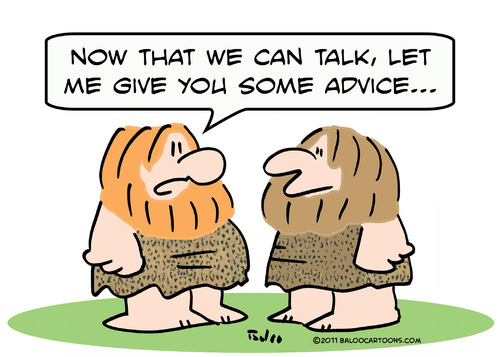 NOW THAT WE CAN TALK, LET
ME GIVE YOU SOME ADVICE...
©2011 BALOOCARTOONS.COM